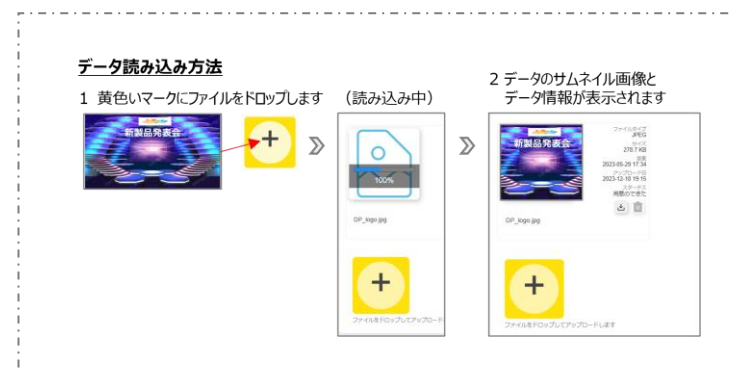 データ読み込み方法
1 黄色いマークにファイルをドロップします
新製品発表会
+
(読み込み中)
100%
DP_logo.jpg
+
ファイルをドロップしてアップロード
2 データのサムネイル画像と
データ情報が表示されます
新製品発表会
ファイルタイプ
JPEG
サイズ
278.7 KB
2023-05-29 17:34
アップロード日
2023-12-10 19:15
ステータス
DP_logo.jpg
+
ファイルをドロップしてアップロードします